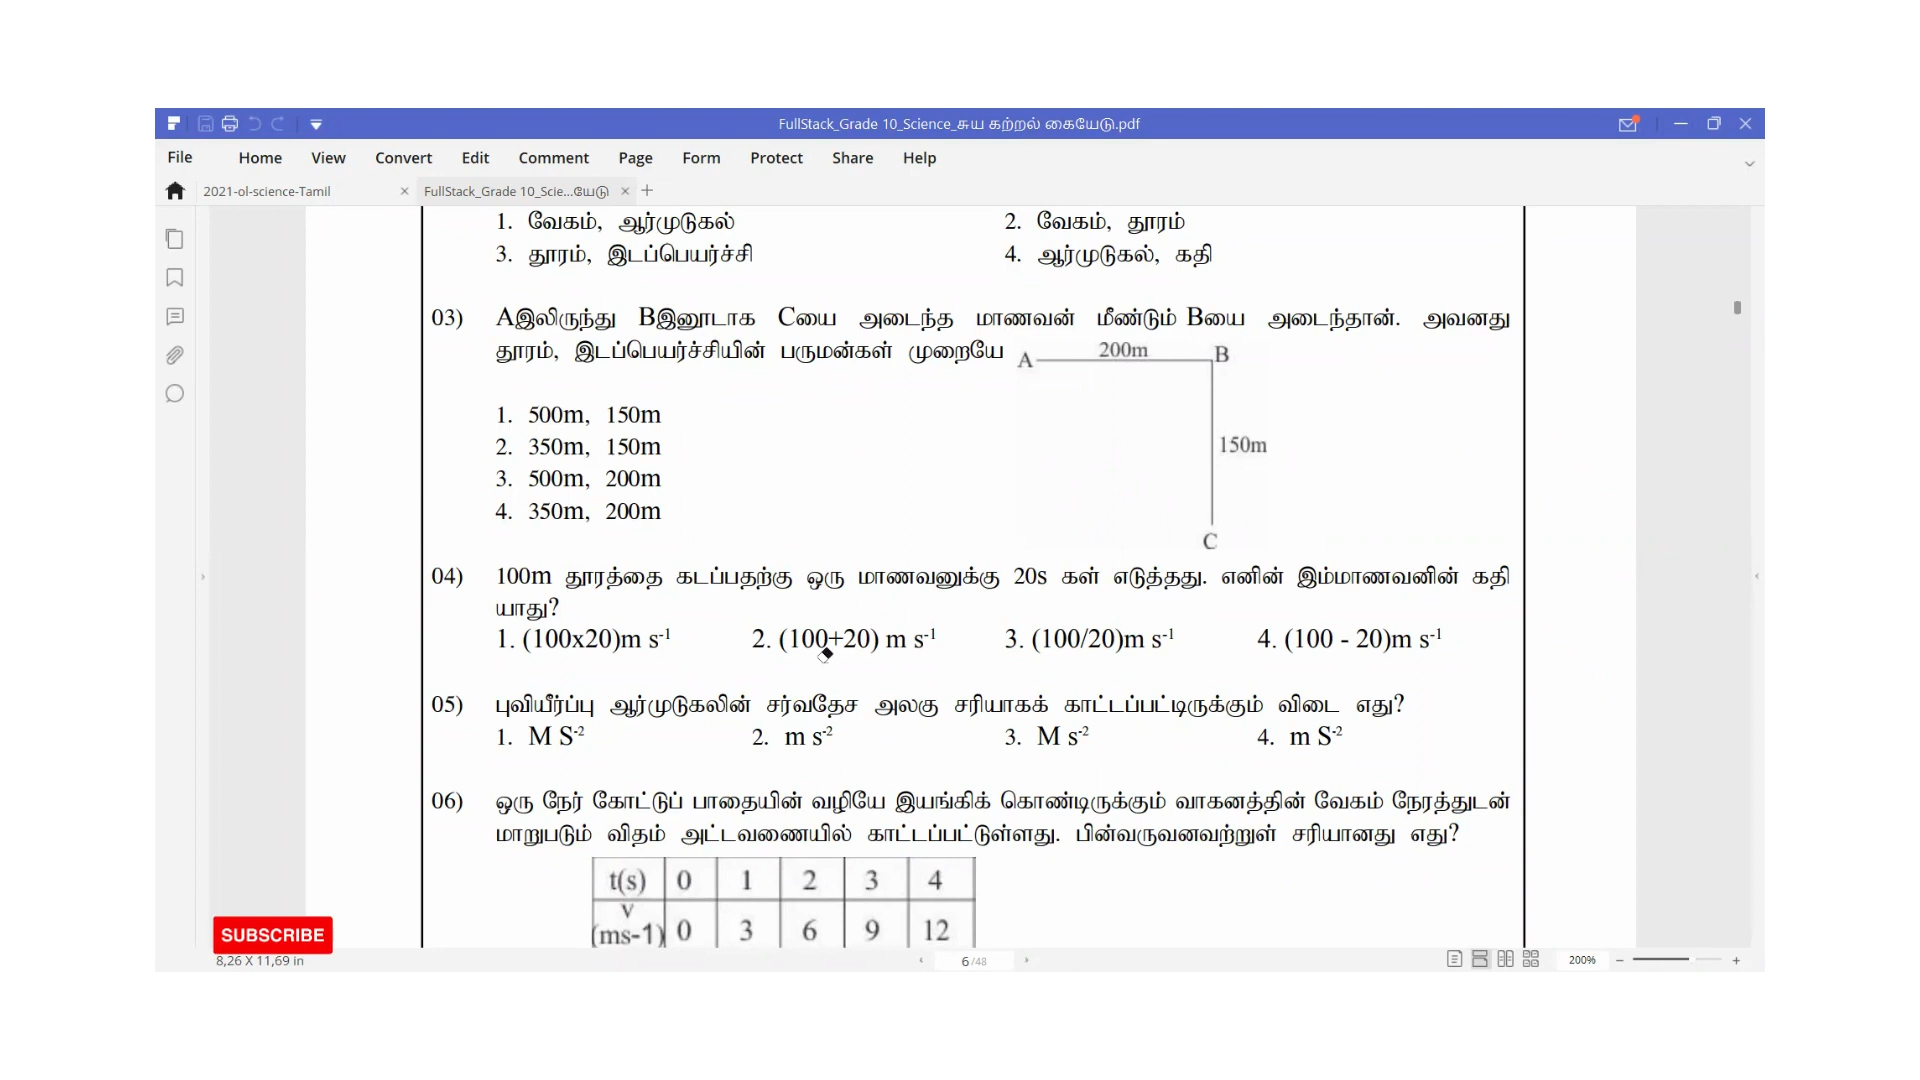 FullStack_Grade 10_Science_சுய கற்றல் கையேடு.pdf
File Home View Convert Edit Comment Page Form Protect Share Help
2021-ol-science-Tamil FullStack_Grade 10_Scie...யேடு
1. வேகம், ஆர்முடுகல் 2. வேகம், தூரம்
3. தூரம், இடப்பெயர்ச்சி 4. ஆர்முடுகல், கதி
03) Aஇலிருந்து Bஇனூடாக Cயை அடைந்த மாணவன் மீண்டும் Bயை அடைந்தான். அவனது
தூரம், இடப்பெயர்ச்சியின் பருமன்கள் முறையே
A 200m B
1. 500m, 150m
2. 350m, 150m
150m
3. 500m, 200m
4. 350m, 200m
C
04) 100m தூரத்தை கடப்பதற்கு ஒரு மாணவனுக்கு 20s கள் எடுத்தது. எனின் இம்மாணவனின் கதி
யாது?
1. (100x20)m s-1 2. (100+20) m s-1 3. (100/20)m s-1 4. (100 - 20)m s-1
05) புவியீர்ப்பு ஆர்முடுகலின் சர்வதேச அலகு சரியாகக் காட்டப்பட்டிருக்கும் விடை எது?
1. M S-2 2. m s-2 3. M s-2 4. m S-2
06) ஒரு நேர் கோட்டுப் பாதையின் வழியே இயங்கிக் கொண்டிருக்கும் வாகனத்தின் வேகம் நேரத்துடன்
மாறுபடும் விதம் அட்டவணையில் காட்டப்பட்டுள்ளது. பின்வருவனவற்றுள் சரியானது எது?
t(s) 0 1 2 3 4
v
(ms-1) 0 3 6 9 12
SUBSCRIBE
8,26 X 11,69 in 6 /48 200%